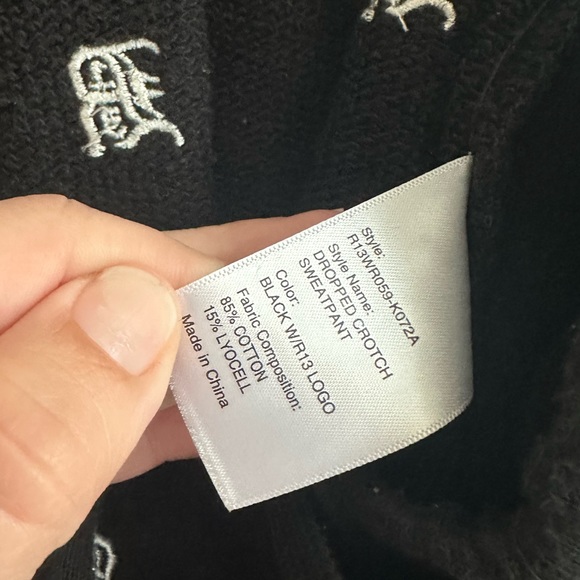 Style:
R13WR059-K072A
Style Name:
DROPPED CROTCH
SWEATPANT
Color:
BLACK W/R13 LOGO
Fabric Composition:
85% COTTON
15% LYOCELL
Made in China